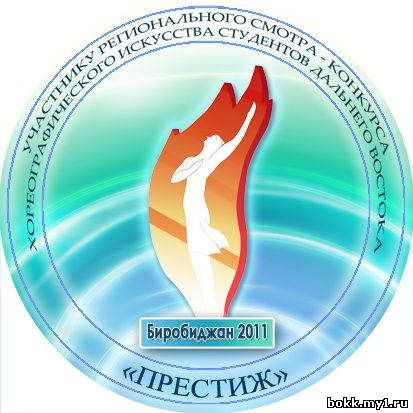 УЧАСТНИКУ РЕГИОНАЛЬНОГО СМОТРА - КОНКУРСА
ХОРЕОГРАФИЧЕСКОГО ИСКУССТВА СТУДЕНТОВ ДАЛЬНЕГО ВОСТОКА
Биробиджан 2011
«ПРЕСТИЖ»
bokk.my1.ru